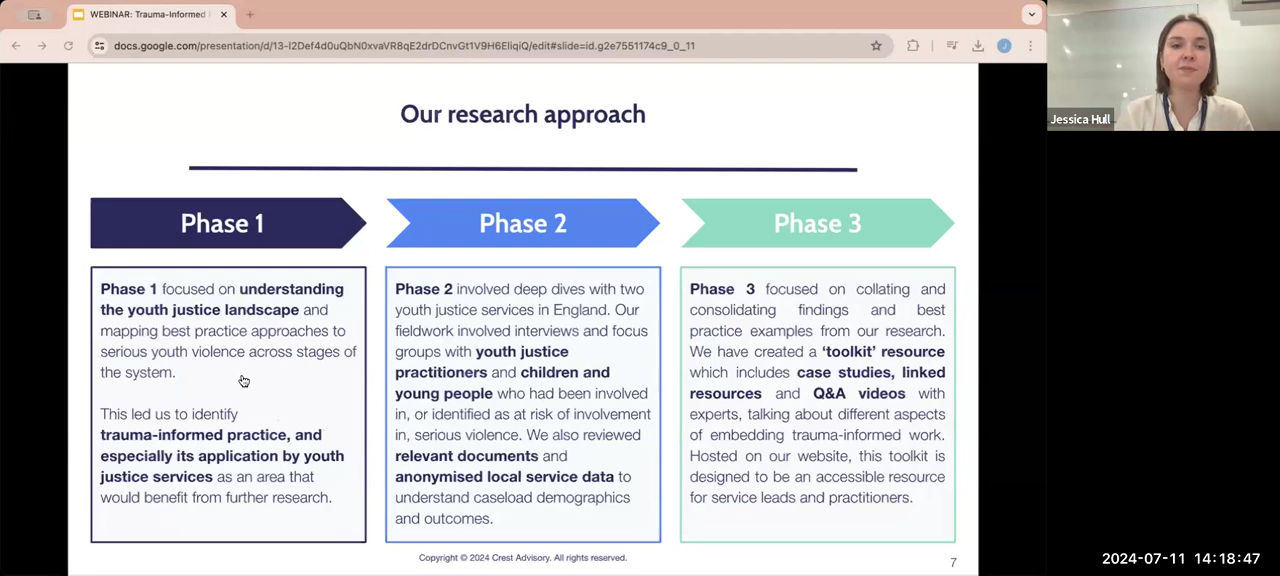 WEBINAR: Trauma-Informed
docs.google.com/presentation/d/13-I2Def4d0uQbN0xvaVR8qE2drDCnvGt1V9H6EIiqiQ/edit#slide=id.g2e7551174c9_0_11
J
Jessica Hull
Our research approach
Phase 1
Phase 2
Phase 3
Phase 1 focused on understanding
the youth justice landscape and
mapping best practice approaches to
serious youth violence across stages of
the system.
This led us to identify
trauma-informed practice, and
especially its application by youth
justice services as an area that
would benefit from further research.
Phase 2 involved deep dives with two
youth justice services in England. Our
fieldwork involved interviews and focus
groups with youth justice
practitioners and children and
young people who had been involved
in, or identified as at risk of involvement
in, serious violence. We also reviewed
relevant documents and
anonymised local service data to
understand caseload demographics
and outcomes.
Phase 3 focused on collating and
consolidating findings and best
practice examples from our research.
We have created a ‘toolkit’ resource
which includes case studies, linked
resources and Q&A videos with
experts, talking about different aspects
of embedding trauma-informed work.
Hosted on our website, this toolkit is
designed to be an accessible resource
for service leads and practitioners.
Copyright © 2024 Crest Advisory. All rights reserved.
7
2024-07-11 14:18:47